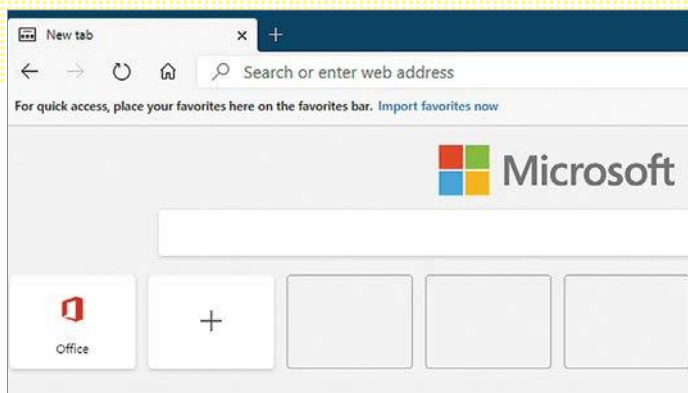 New tab
Search or enter web address
For quick access, place your favorites here on the favorites bar. Import favorites now
Microsoft
Office